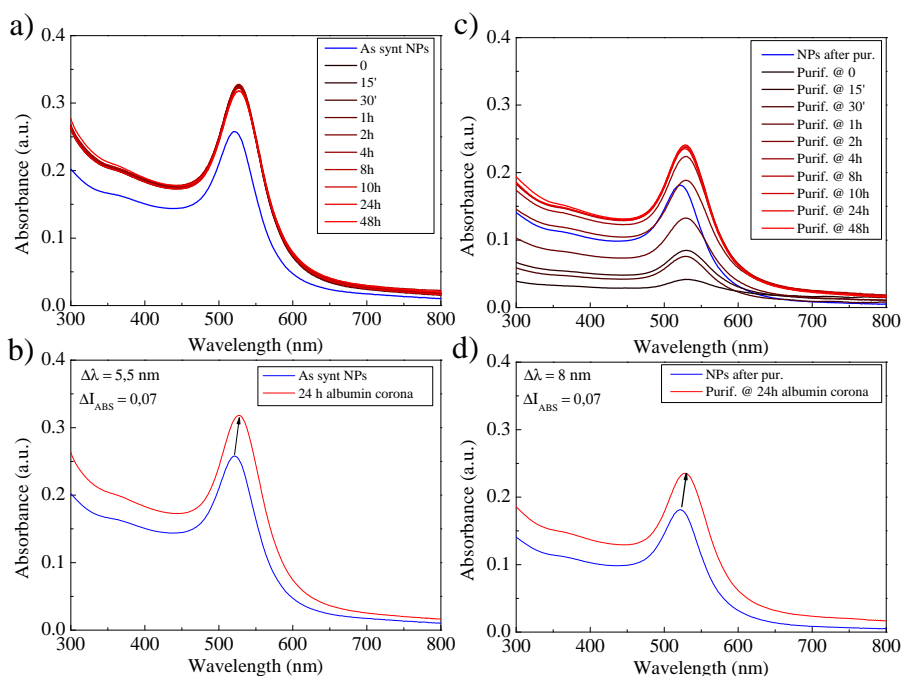 a)
0.4
0.3
0.2
0.1
0.0
Absorbance (a.u.)
300 400 500 600 700 800
Wavelength (nm)
As synt NPs
0
15'
30'
1h
2h
4h
8h
10h
24h
48h
c)
0.4
0.3
0.2
0.1
0.0
Absorbance (a.u.)
300 400 500 600 700 800
Wavelength (nm)
NPs after pur.
Purif. @ 0
Purif. @ 15'
Purif. @ 30'
Purif. @ 1h
Purif. @ 2h
Purif. @ 4h
Purif. @ 8h
Purif. @ 10h
Purif. @ 24h
Purif. @ 48h
b)
0.4
0.3
0.2
0.1
0.0
Absorbance (a.u.)
300 400 500 600 700 800
Wavelength (nm)
Δλ = 5,5 nm
ΔI_ABS = 0,07
As synt NPs
24 h albumin corona
d)
0.4
0.3
0.2
0.1
0.0
Absorbance (a.u.)
300 400 500 600 700 800
Wavelength (nm)
Δλ = 8 nm
ΔI_ABS = 0,07
NPs after pur.
Purif. @ 24h albumin corona